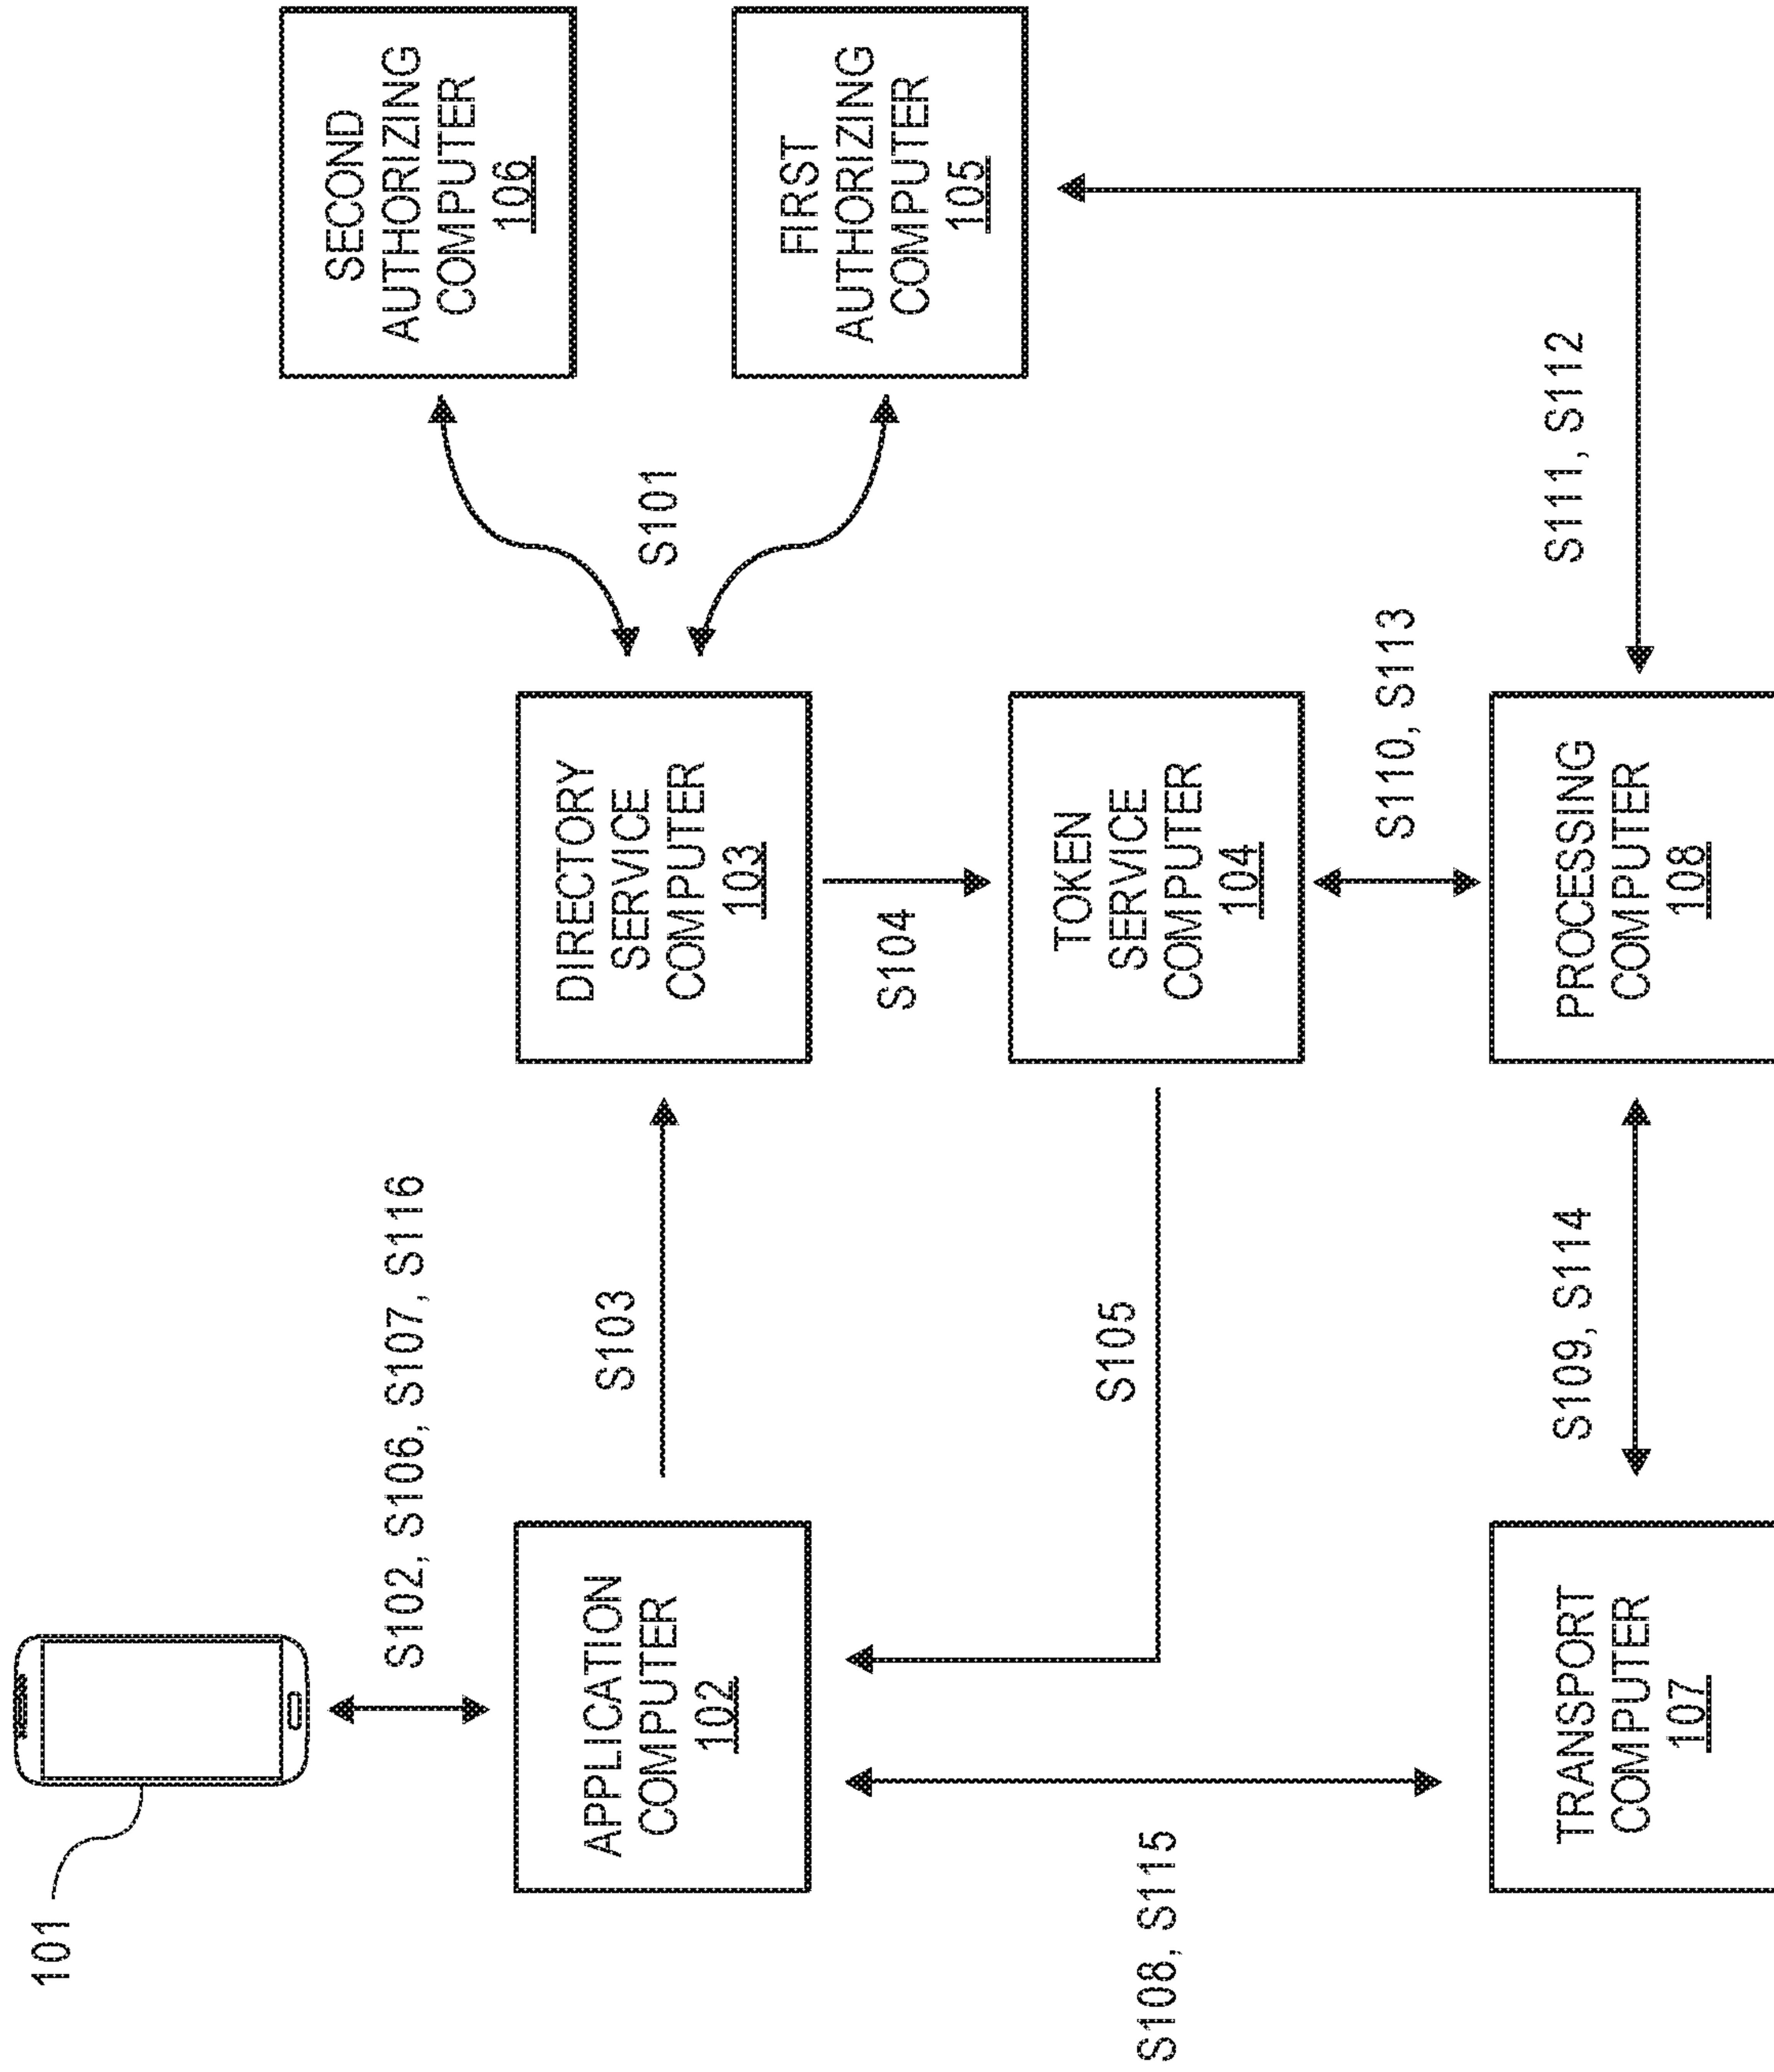 101
S102, S106, S107, S116
APPLICATION
COMPUTER
102
S103
DIRECTORY
SERVICE
COMPUTER
103
S101
SECOND
AUTHORIZING
COMPUTER
106
FIRST
AUTHORIZING
COMPUTER
105
S104
S105
TOKEN
SERVICE
COMPUTER
104
S108, S115
S110, S113
S111, S112
TRANSPORT
COMPUTER
107
S109, S114
PROCESSING
COMPUTER
108